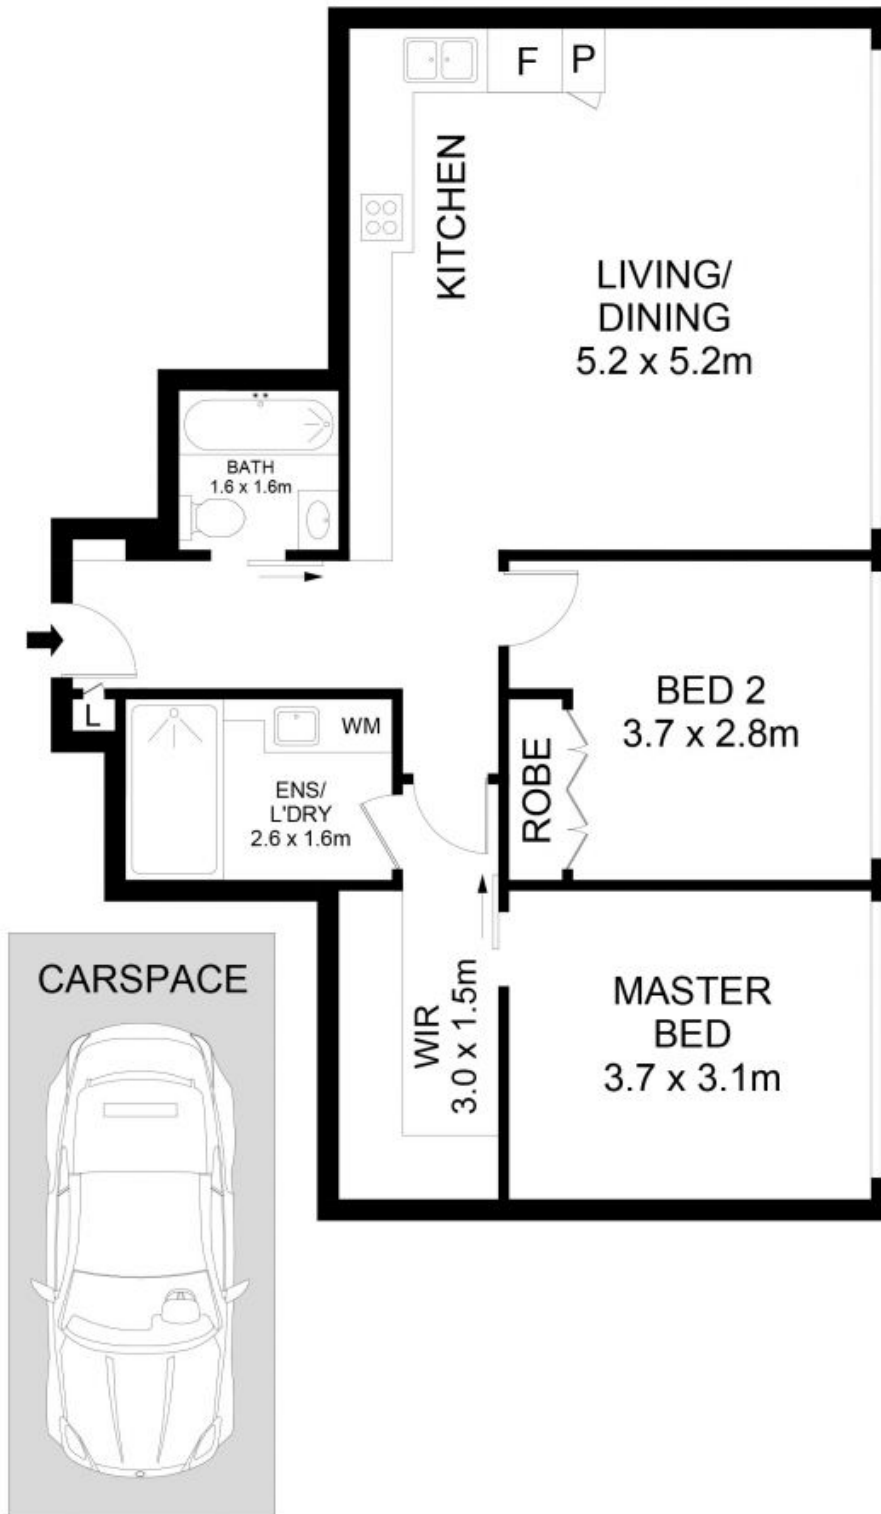 F
P
KITCHEN
LIVING/
DINING
5.2 x 5.2m
BATH
1.6 x 1.6m
BED 2
3.7 x 2.8m
L
WM
ENS/
L'DRY
2.6 x 1.6m
ROBE
CARSPACE
WIR
3.0 x 1.5m
MASTER
BED
3.7 x 3.1m